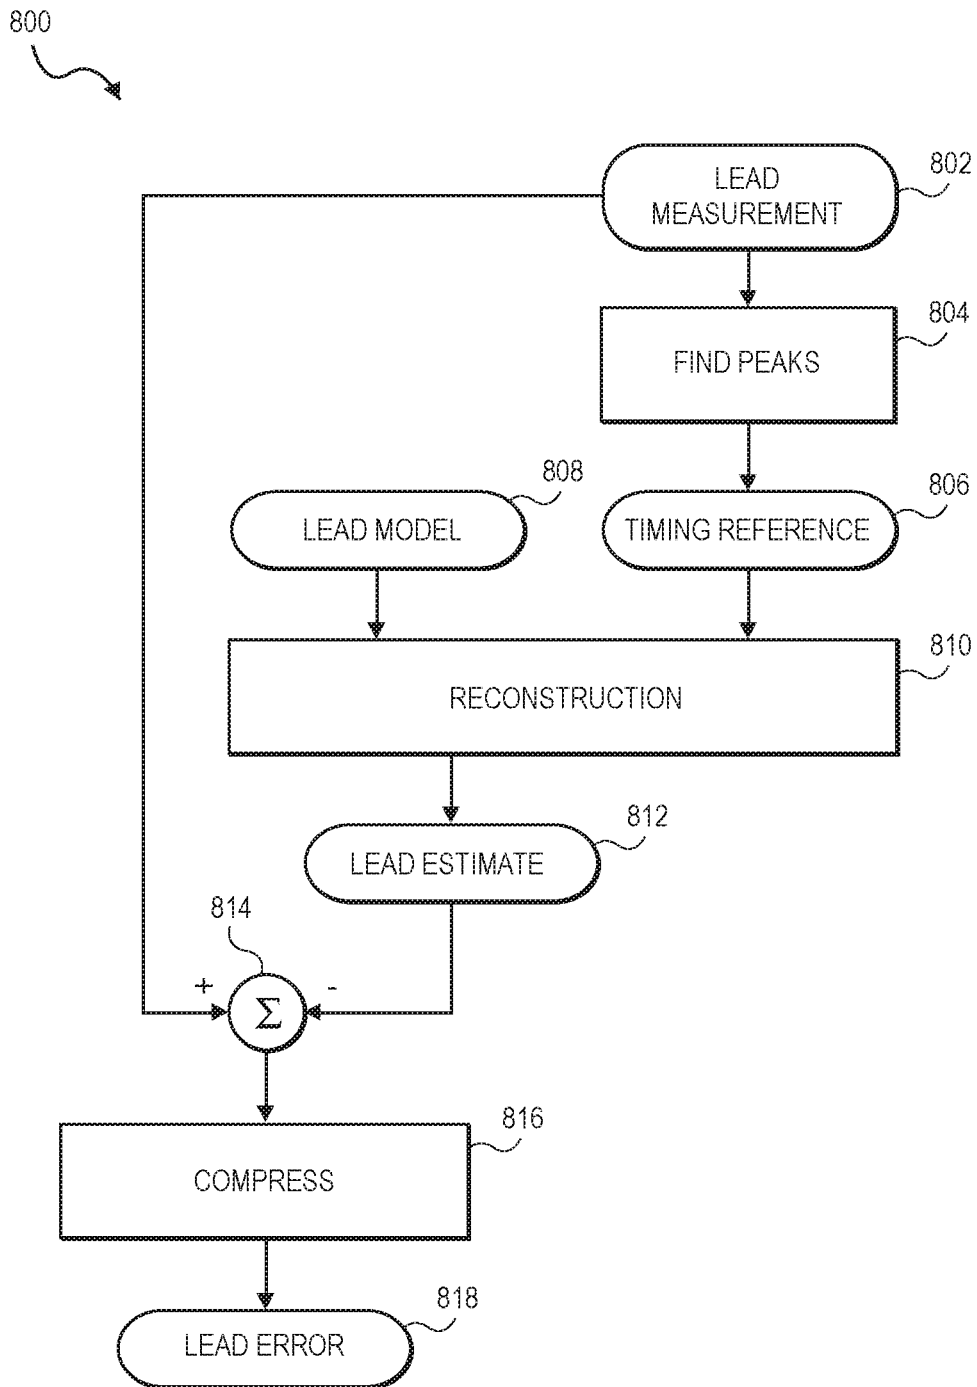 800
802
LEAD
MEASUREMENT
804
FIND PEAKS
808
806
LEAD MODEL
TIMING REFERENCE
810
RECONSTRUCTION
812
LEAD ESTIMATE
814
+
-
Σ
816
COMPRESS
818
LEAD ERROR